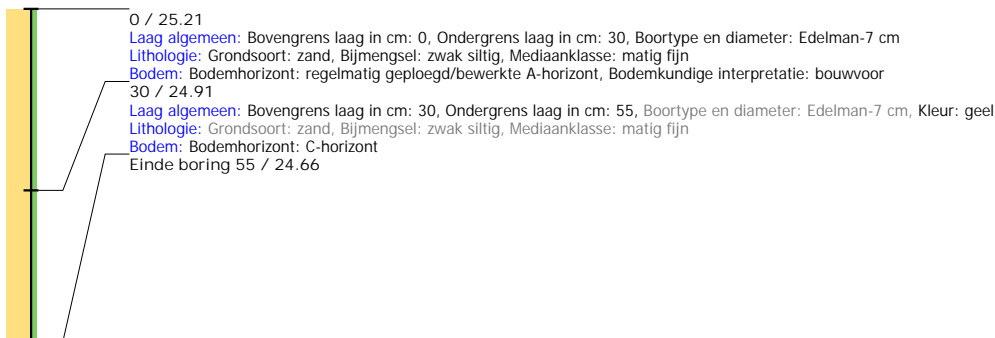 0 / 25.21
Laag algemeen: Bovengrens laag in cm: 0, Ondergrens laag in cm: 30, Boortype en diameter: Edelman-7 cm
Lithologie: Grondsoort: zand, Bijmengsel: zwak siltig, Mediaanklasse: matig fijn
Bodem: Bodemhorizont: regelmatig geploegd/bewerkte A-horizont, Bodemkundige interpretatie: bouwvoor
30 / 24.91
Laag algemeen: Bovengrens laag in cm: 30, Ondergrens laag in cm: 55, Boortype en diameter: Edelman-7 cm, Kleur: geel
Lithologie: Grondsoort: zand, Bijmengsel: zwak siltig, Mediaanklasse: matig fijn
Bodem: Bodemhorizont: C-horizont
Einde boring 55 / 24.66